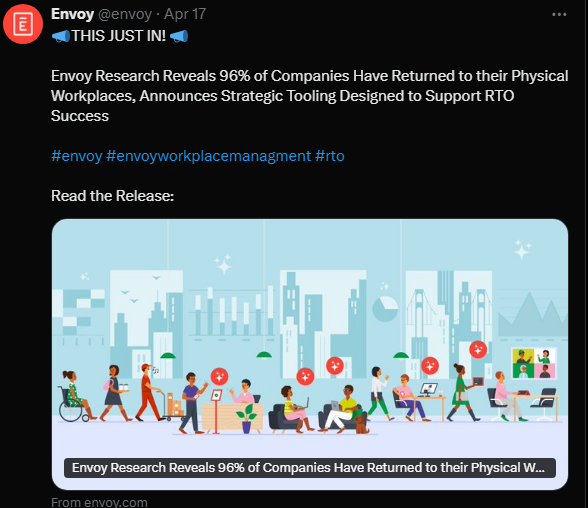 Envoy @envoy · Apr 17
📣THIS JUST IN! 📣
Envoy Research Reveals 96% of Companies Have Returned to their Physical
Workplaces, Announces Strategic Tooling Designed to Support RTO
Success
#envoy #envoyworkplacemanagment #rto
Read the Release:
Envoy Research Reveals 96% of Companies Have Returned to their Physical W...
From envoy.com